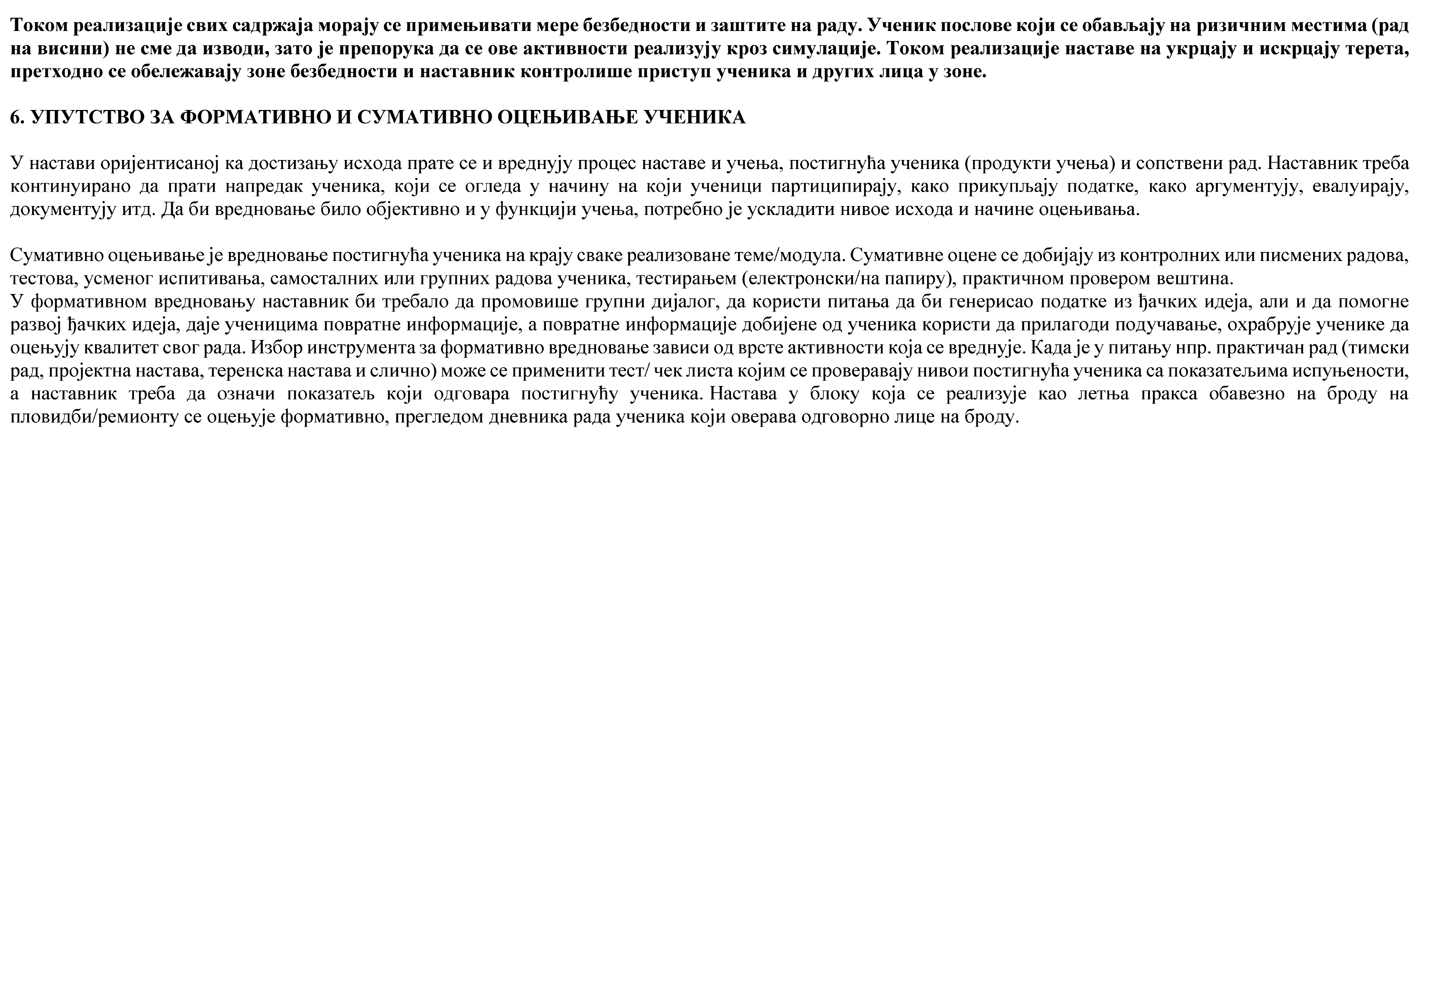 Током реализације свих садржаја морају се примењивати мере безбедности и заштите на раду. Ученик послове који се обављају на ризичним местима (рад
на висини) не сме да изводи, зато је препорука да се ове активности реализују кроз симулације. Током реализације наставе на укрцају и искрцају терета,
претходно се обележавају зоне безбедности и наставник контролише приступ ученика и других лица у зоне.
6. УПУТСТВО ЗА ФОРМАТИВНО И СУМАТИВНО ОЦЕЊИВАЊЕ УЧЕНИКА
У настави оријентисаној ка достизању исхода прате се и вреднују процес наставе и учења, постигнућа ученика (продукти учења) и сопствени рад. Наставник треба
континуирано да прати напредак ученика, који се огледа у начину на који ученици партиципирају, како прикупљају податке, како аргументују, евалуирају,
документују итд. Да би вредновање било објективно и у функцији учења, потребно је ускладити нивое исхода и начине оцењивања.
Сумативно оцењивање је вредновање постигнућа ученика на крају сваке реализоване теме/модула. Сумативне оцене се добијају из контролних или писмених радова,
тестова, усменог испитивања, самосталних или групних радова ученика, тестирањем (електронски/на папиру), практичном провером вештина.
У формативном вредновању наставник би требало да промовише групни дијалог, да користи питања да би генерисао податке из ђачких идеја, али и да помогне
развој ђачких идеја, даје ученицима повратне информације, а повратне информације добијене од ученика користи да прилагоди подучавање, охрабрује ученике да
оцењују квалитет свог рада. Избор инструмента за формативно вредновање зависи од врсте активности која се вреднује. Када је у питању нпр. практичан рад (тимски
рад, пројектна настава, теренска настава и слично) може се применити тест/ чек листа којим се проверавају нивои постигнућа ученика са показатељима испуњености,
а наставник треба да означи показатељ који одговара постигнућу ученика. Настава у блоку која се реализује као летња пракса обавезно на броду на
пловидби/ремионту се оцењује формативно, прегледом дневника рада ученика који оверава одговорно лице на броду.